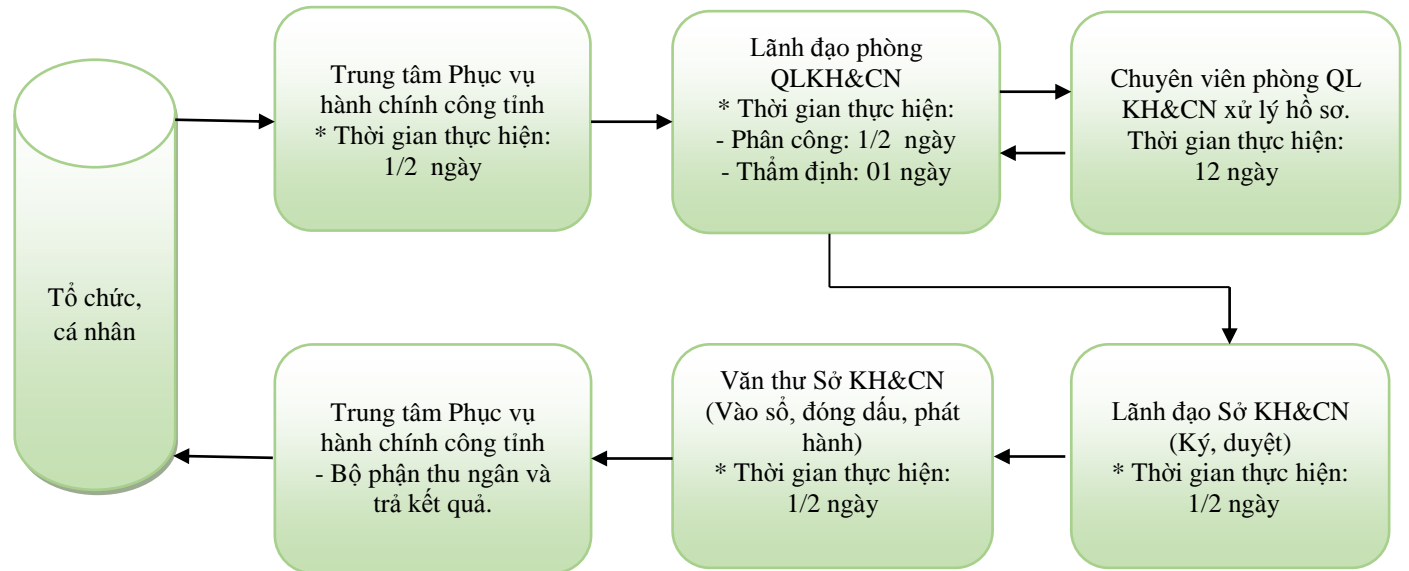 Trung tâm Phục vụ
hành chính công tỉnh
* Thời gian thực hiện:
1/2 ngày
Lãnh đạo phòng
QLKH&CN
* Thời gian thực hiện:
- Phân công: 1/2 ngày
- Thẩm định: 01 ngày
Chuyên viên phòng QL
KH&CN xử lý hồ sơ.
Thời gian thực hiện:
12 ngày
Tổ chức,
cá nhân
Trung tâm Phục vụ
hành chính công tỉnh
- Bộ phận thu ngân và
trả kết quả.
Văn thư Sở KH&CN
(Vào sổ, đóng dấu, phát
hành)
* Thời gian thực hiện:
1/2 ngày
Lãnh đạo Sở KH&CN
(Ký, duyệt)
* Thời gian thực hiện:
1/2 ngày